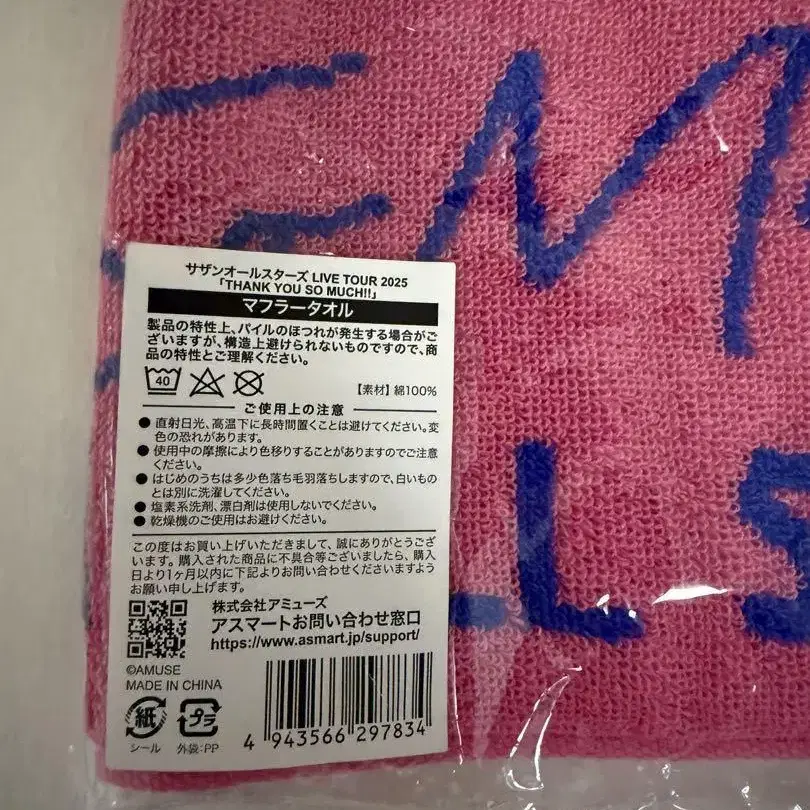 サザンオールスターズ LIVE TOUR 2025
「THANK YOU SO MUCH!!」
マフラータオル
製品の特性上、パイルのほつれが発生する場合がご
ざいますが、構造上避けられないものですので、商
品の特性とご理解ください。
40
【素材】綿100%
ご使用上の注意
● 直射日光、高温下に長時間置くことは避けてください。変
色の恐れがあります。
● 使用中の摩擦により色移りすることがありますのでご注意
ください。
● はじめのうちは多少色落ち毛羽落ちしますので、白いもの
とは別に洗濯してください。
● 塩素系洗剤、漂白剤は使用しないでください。
● 乾燥機のご使用はお避けください。
この度はお買い上げいただきまして、誠にありがとうござ
います。購入された商品に不具合等ございましたら、購入
日より1ヶ月以内に下記よりお問い合わせくださいますよう
お願い申し上げます。
株式会社アミューズ
アスマートお問い合わせ窓口
https://www.asmart.jp/support/
©AMUSE
MADE IN CHINA
紙
シール
プラ
外袋:PP
4 943566 297834
EM
LS